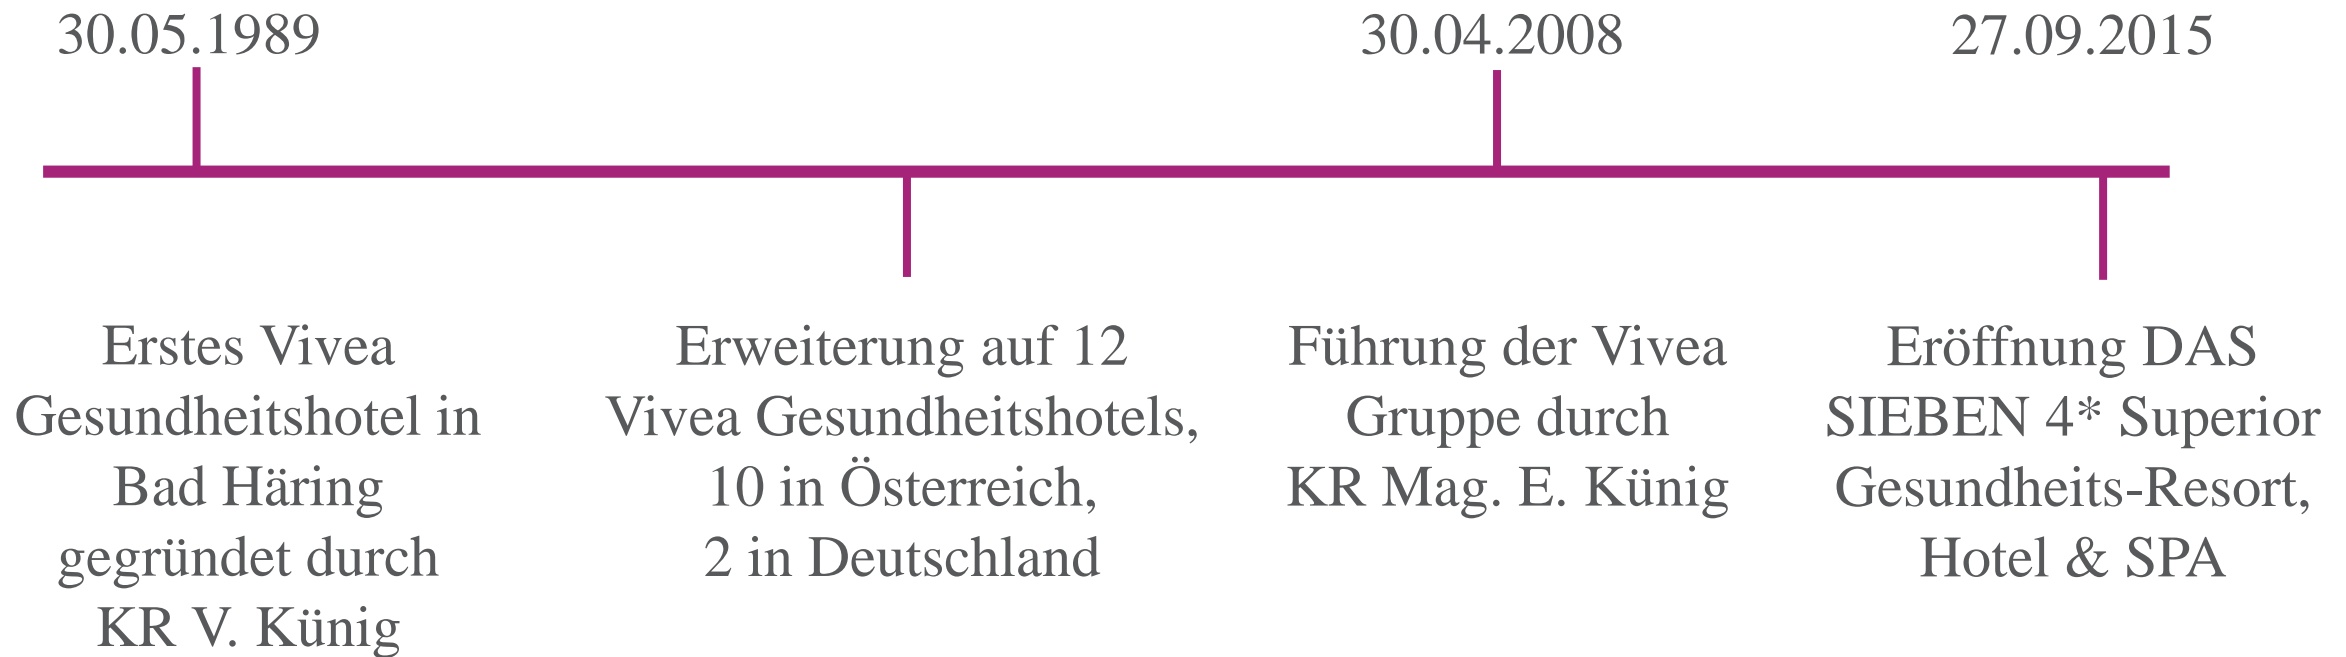 30.05.1989
30.04.2008
27.09.2015
Erstes Vivea
Gesundheitshotel in
Bad Häring
gegründet durch
KR V. Künig
Erweiterung auf 12
Vivea Gesundheitshotels,
10 in Österreich,
2 in Deutschland
Führung der Vivea
Gruppe durch
KR Mag. E. Künig
Eröffnung DAS
SIEBEN 4* Superior
Gesundheits-Resort,
Hotel & SPA